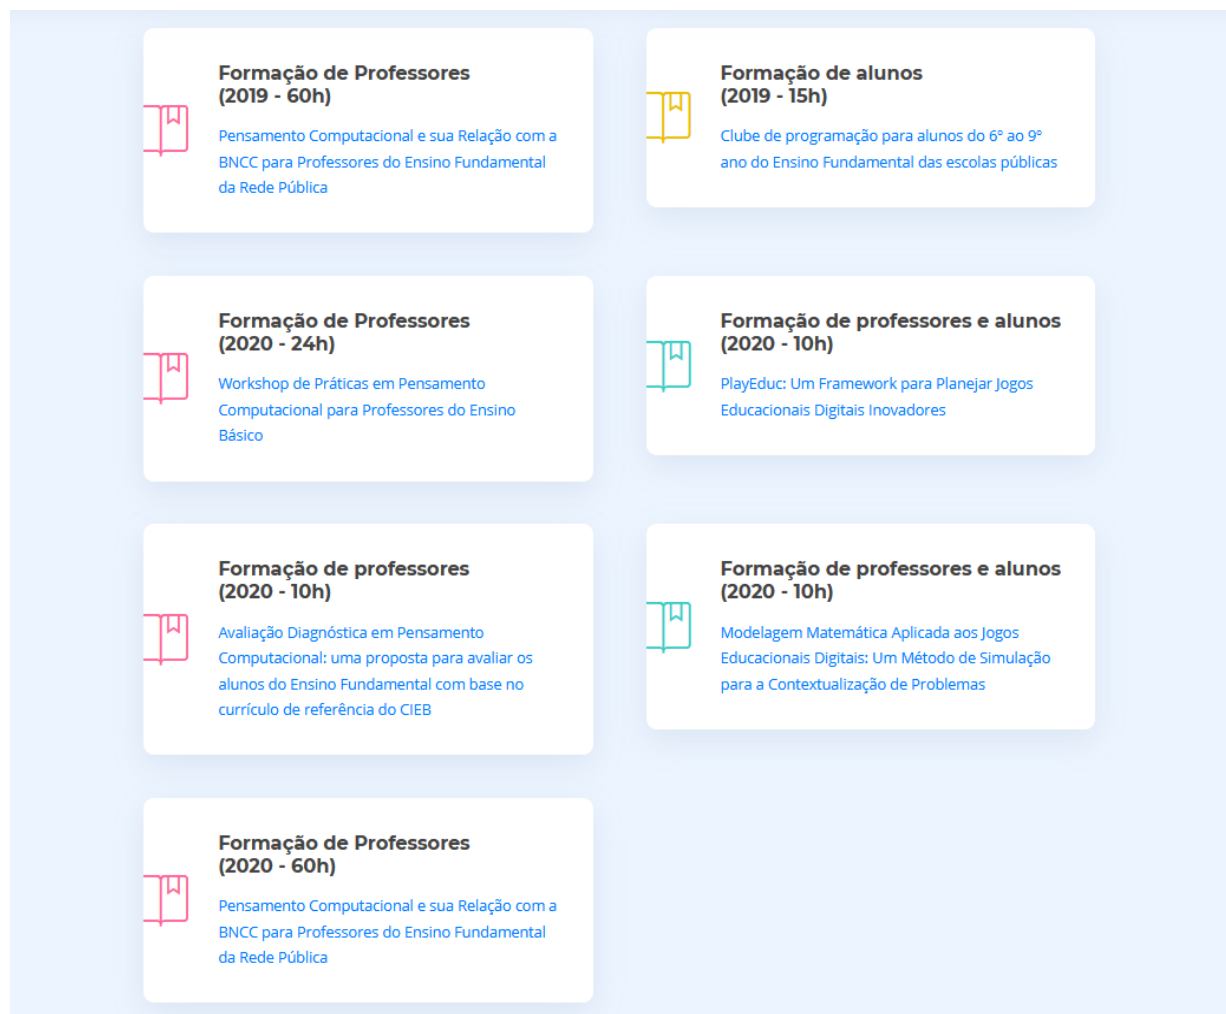 Formação de Professores
(2019 - 60h)
Pensamento Computacional e sua Relação com a
BNCC para Professores do Ensino Fundamental
da Rede Pública
Formação de alunos
(2019 - 15h)
Clube de programação para alunos do 6º ao 9º
ano do Ensino Fundamental das escolas públicas
Formação de Professores
(2020 - 24h)
Workshop de Práticas em Pensamento
Computacional para Professores do Ensino
Básico
Formação de professores e alunos
(2020 - 10h)
PlayEduc: Um Framework para Planejar Jogos
Educacionais Digitais Inovadores
Formação de professores
(2020 - 10h)
Avaliação Diagnóstica em Pensamento
Computacional: uma proposta para avaliar os
alunos do Ensino Fundamental com base no
currículo de referência do CIEB
Formação de professores e alunos
(2020 - 10h)
Modelagem Matemática Aplicada aos Jogos
Educacionais Digitais: Um Método de Simulação
para a Contextualização de Problemas
Formação de Professores
(2020 - 60h)
Pensamento Computacional e sua Relação com a
BNCC para Professores do Ensino Fundamental
da Rede Pública